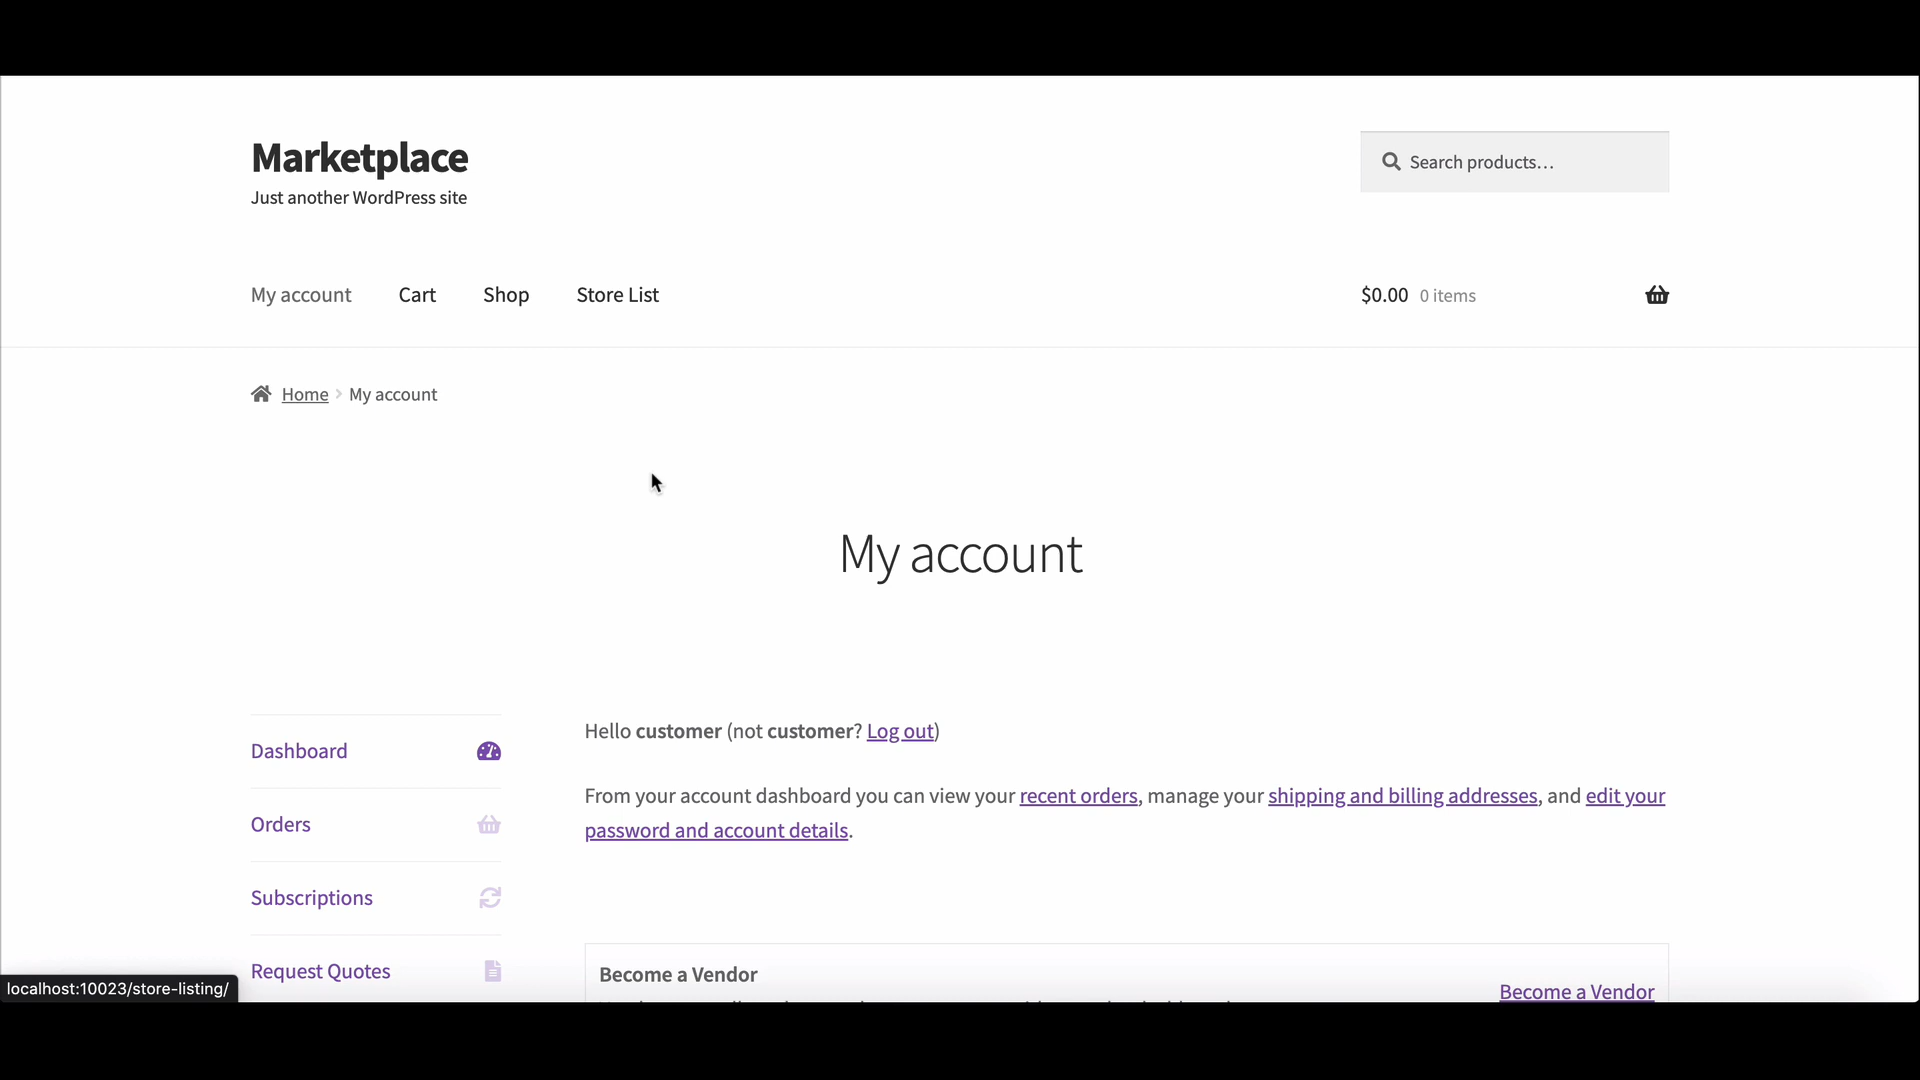 Marketplace
Just another WordPress site
Search products…
My account
Cart
Shop
Store List
$0.00 0 items
Home
My account
My account
Dashboard
Orders
Subscriptions
Request Quotes
Hello customer (not customer? Log out)
From your account dashboard you can view your recent orders, manage your shipping and billing addresses, and edit your
password and account details.
Become a Vendor
Become a Vendor
localhost:10023/store-listing/